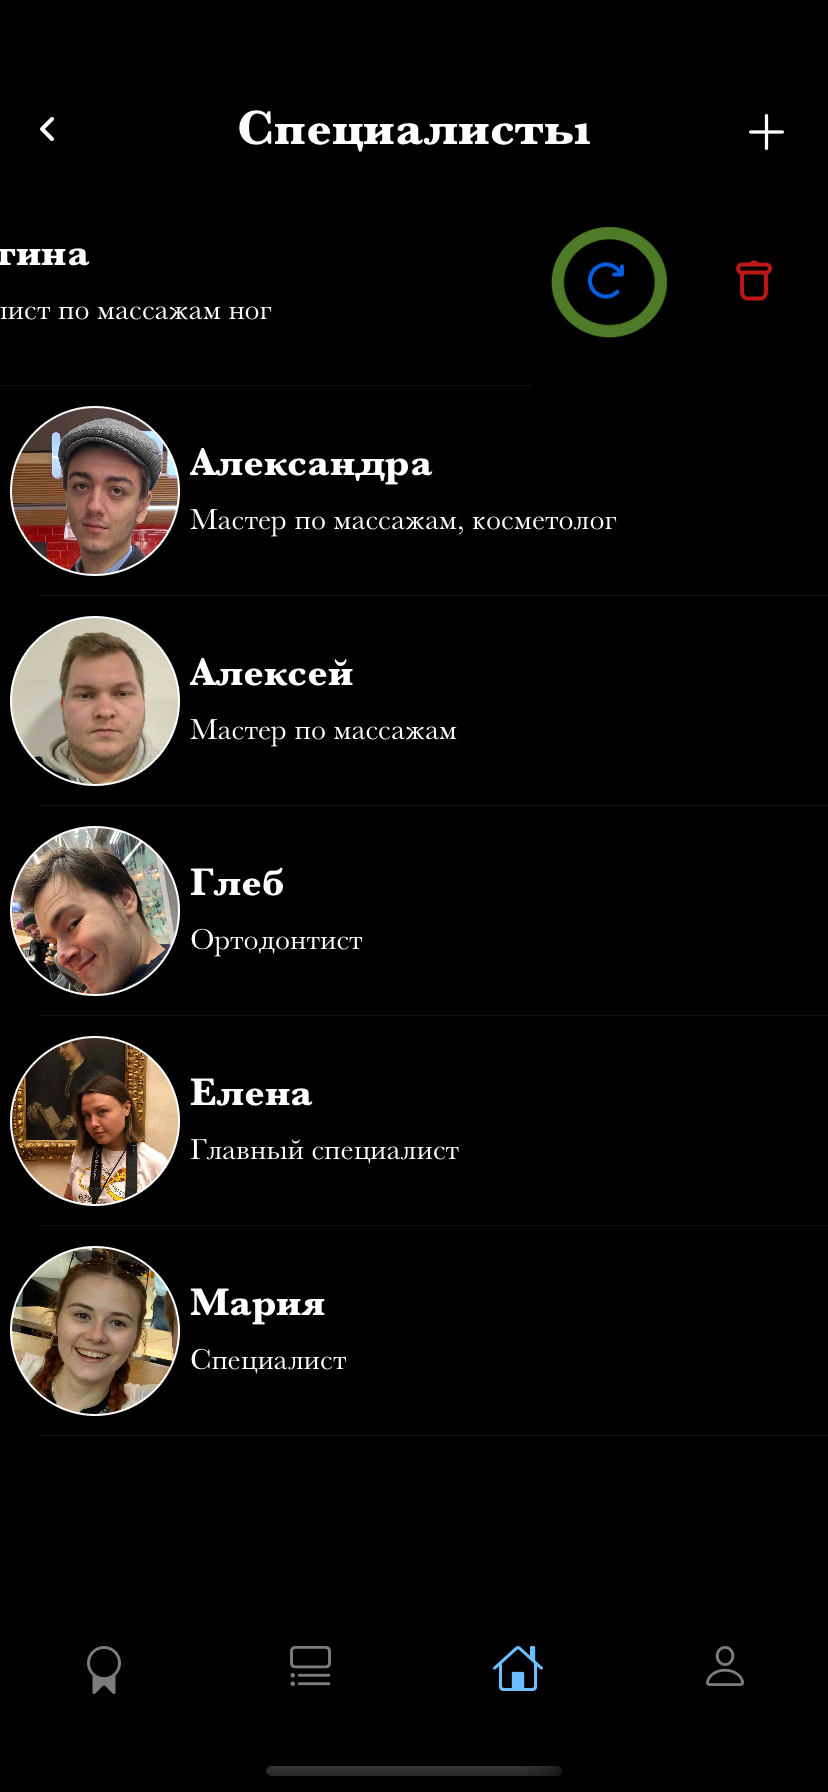 Специалисты
тина
лист по массажам ног
Александра
Мастер по массажам, косметолог
Алексей
Мастер по массажам
Глеб
Ортодонтист
Елена
Главный специалист
Мария
Специалист